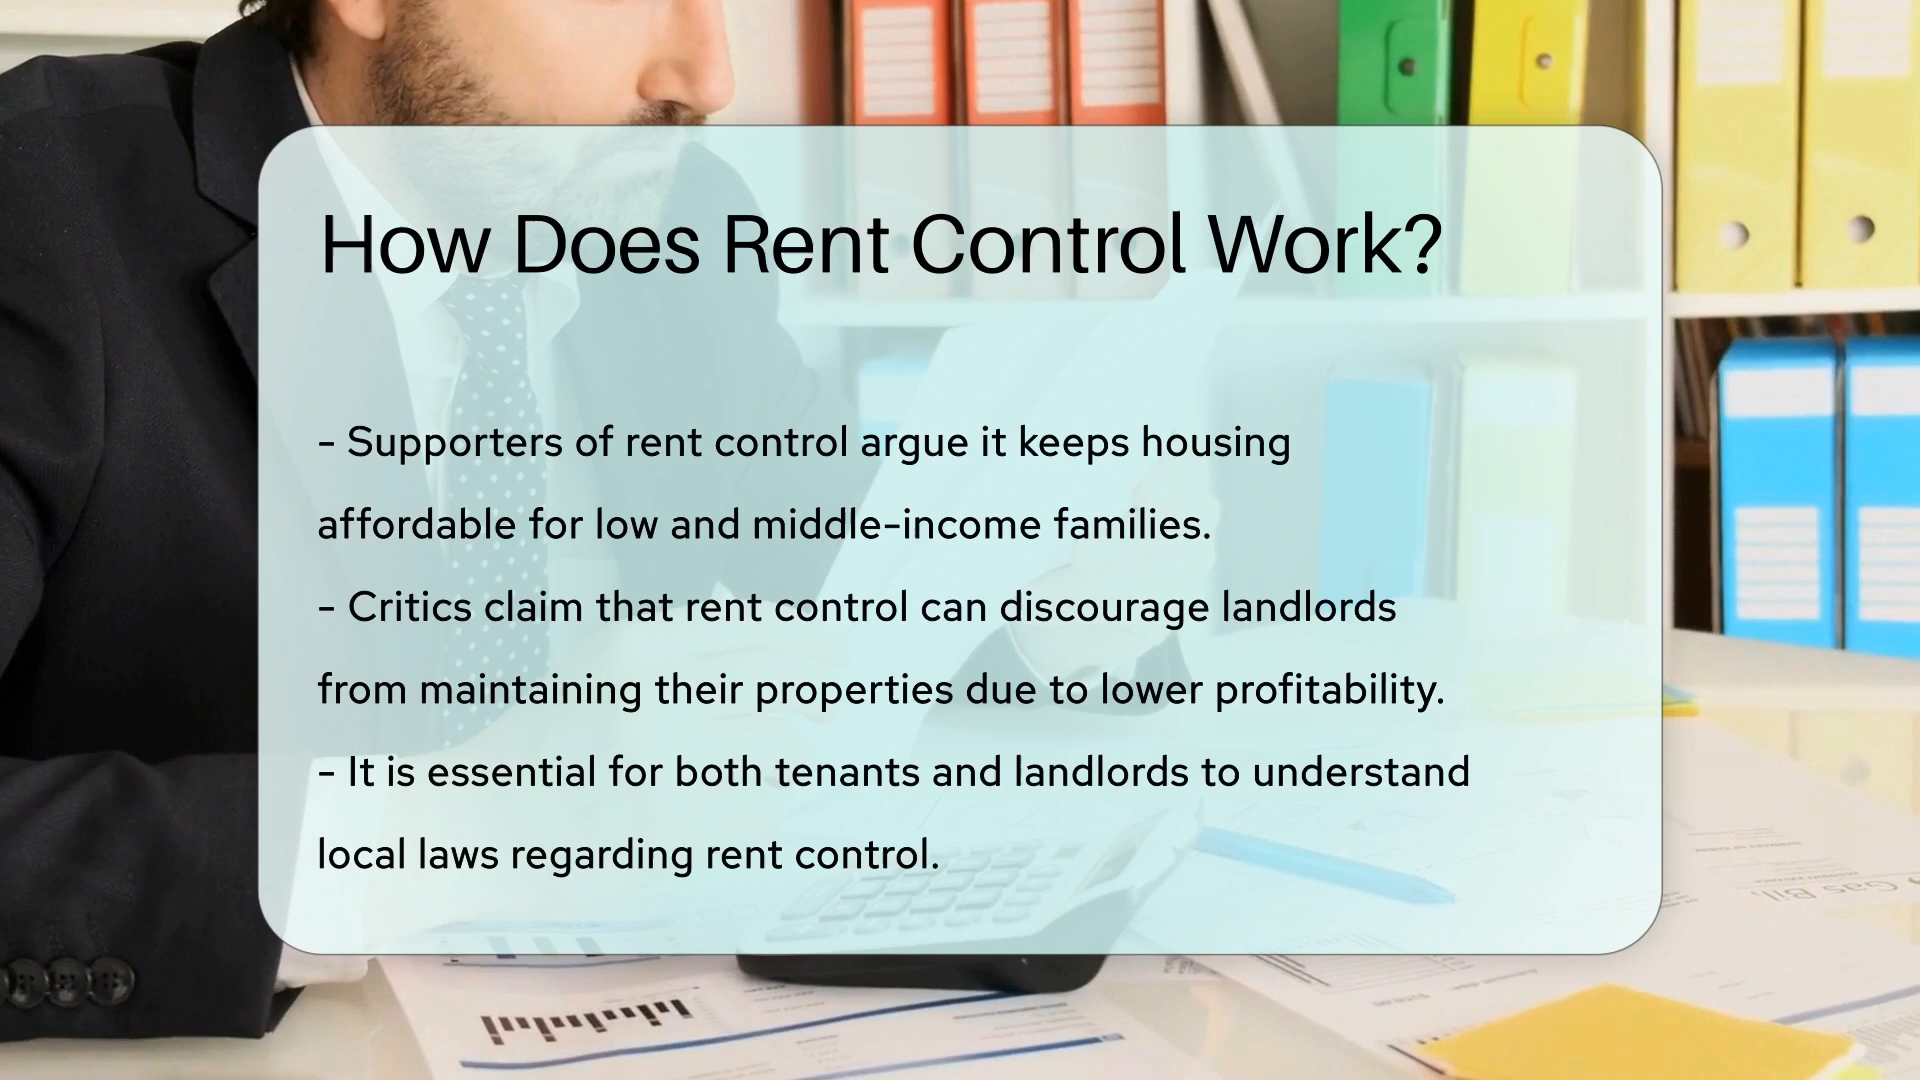 How Does Rent Control Work?
- Supporters of rent control argue it keeps housing
affordable for low and middle-income families.
- Critics claim that rent control can discourage landlords
from maintaining their properties due to lower profitability.
- It is essential for both tenants and landlords to understand
local laws regarding rent control.
Gas Bill